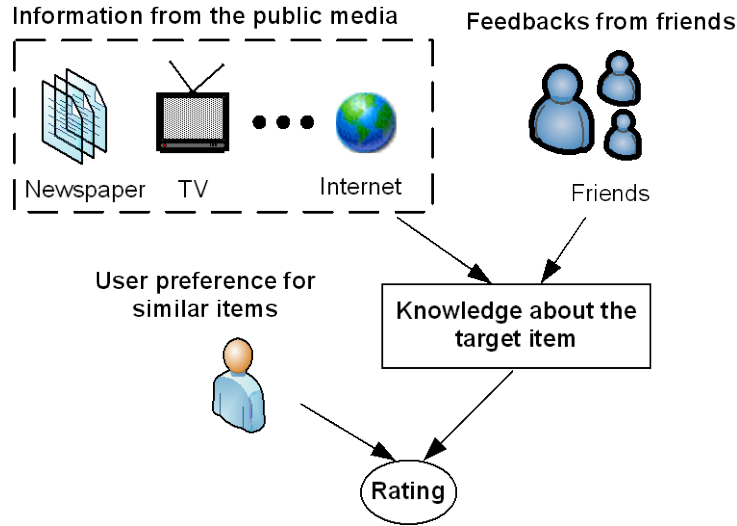 Information from the public media
Feedbacks from friends
Newspaper
TV
Internet
Friends
User preference for
similar items
Knowledge about the
target item
Rating